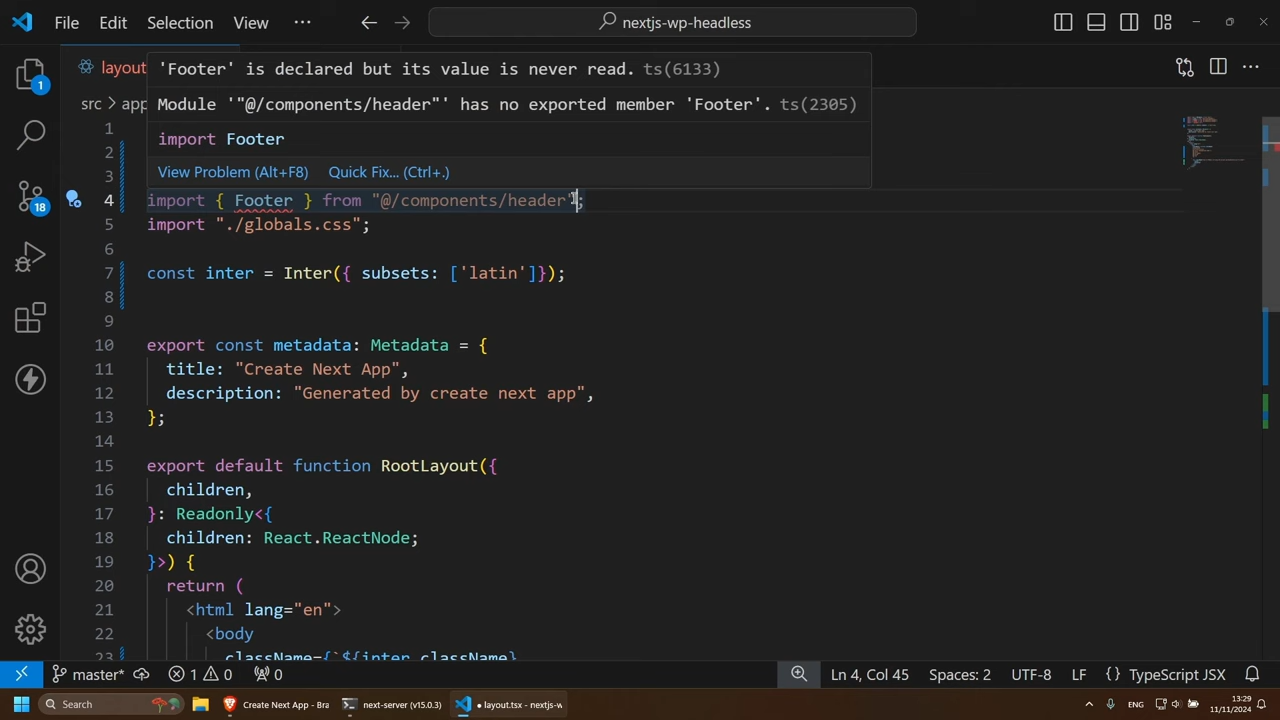 File Edit Selection View ··· nextjs-wp-headless
layout
'Footer' is declared but its value is never read. ts(6133)
Module '"@/components/header"' has no exported member 'Footer'. ts(2305)
import Footer
View Problem (Alt+F8) Quick Fix... (Ctrl+.)
src > app
1
2
3
4 import { Footer } from "@/components/header";
5 import "./globals.css";
6
7 const inter = Inter({ subsets: ['latin']});
8
9
10 export const metadata: Metadata = {
11 title: "Create Next App",
12 description: "Generated by create next app",
13 };
14
15 export default function RootLayout({
16 children,
17 }: Readonly<{
18 children: React.ReactNode;
19 }>) {
20 return (
21 <html lang="en">
22 <body
23 className={`${inter.className}
1
18
master* 1 0 0 Ln 4, Col 45 Spaces: 2 UTF-8 LF {} TypeScript JSX
Search Create New App - Bra next-server (v15.0.3) ● layout.tsx - nextjs-w ENG 13:29
11/11/2024